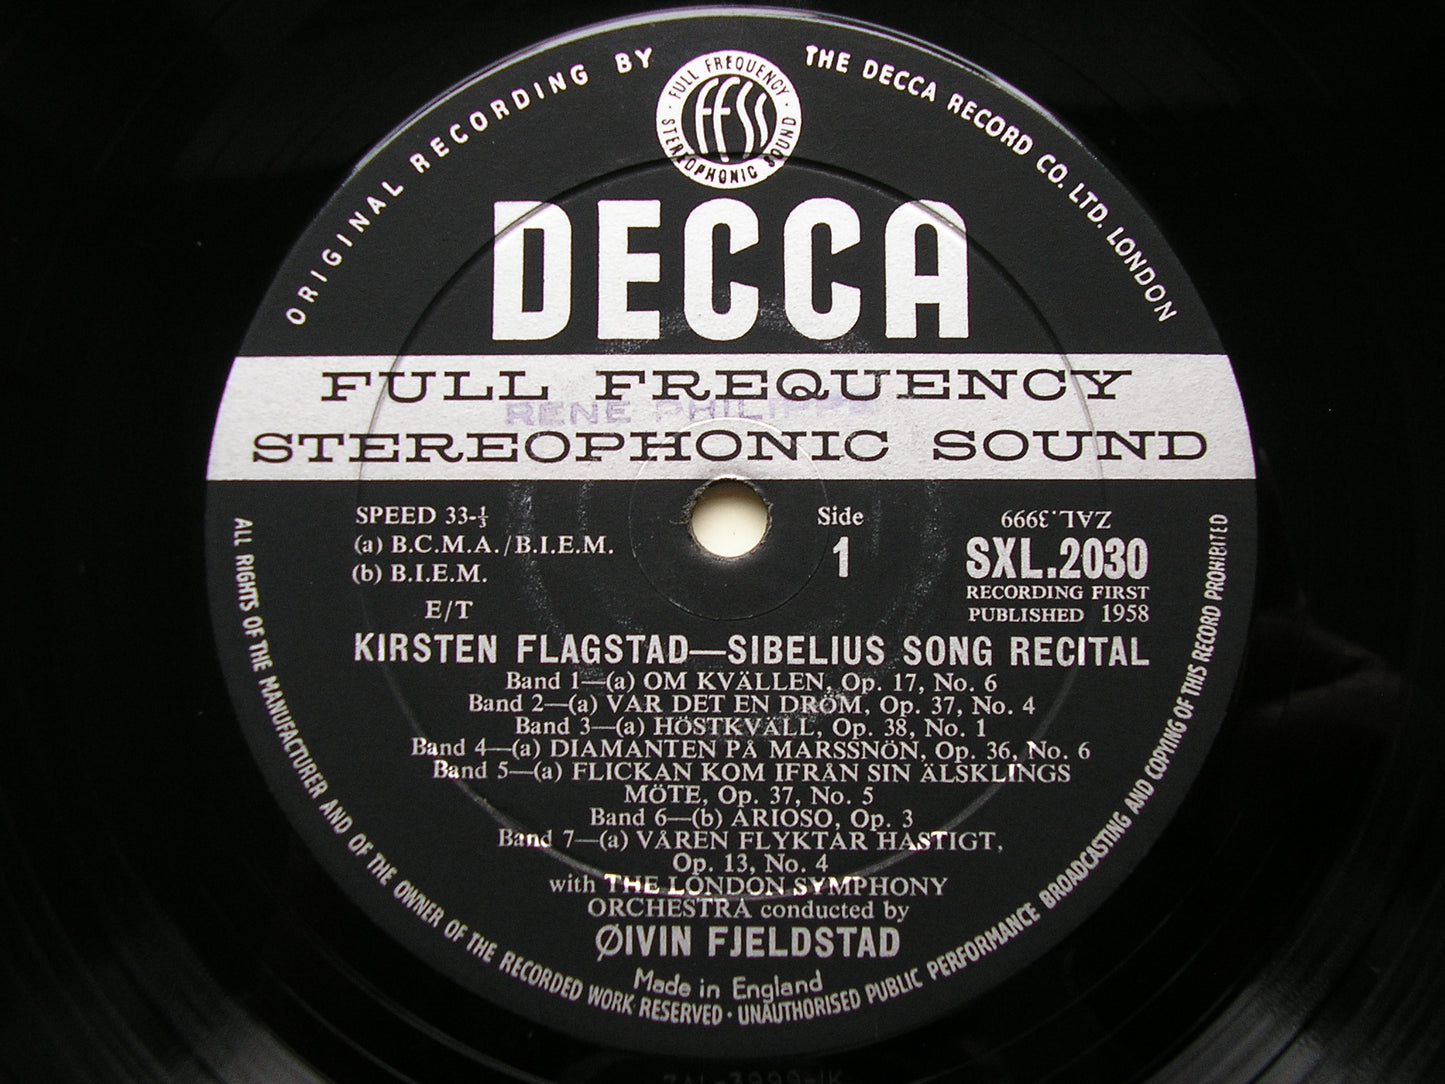 ORIGINAL RECORDING BY THE DECCA RECORD CO. LTD. LONDON
FULL FREQUENCY STEREOPHONIC SOUND
FFSS
DECCA
FULL FREQUENCY
RENE PHILIPPE
STEREOPHONIC SOUND
SPEED 33-⅓
(a) B.C.M.A./B.I.E.M.
(b) B.I.E.M.
E/T
Side
1
ZAL.3999
SXL.2030
RECORDING FIRST
PUBLISHED 1958
KIRSTEN FLAGSTAD—SIBELIUS SONG RECITAL
Band 1—(a) OM KVÄLLEN, Op. 17, No. 6
Band 2—(a) VAR DET EN DRÖM, Op. 37, No. 4
Band 3—(a) HÖSTKVÄLL, Op. 38, No. 1
Band 4—(a) DIAMANTEN PÅ MARSSNÖN, Op. 36, No. 6
Band 5—(a) FLICKAN KOM IFRÅN SIN ÄLSKLINGS
MÖTE, Op. 37, No. 5
Band 6—(b) ARIOSO, Op. 3
Band 7—(a) VÅREN FLYKTAR HASTIGT,
Op. 13, No. 4
with THE LONDON SYMPHONY
ORCHESTRA conducted by
ØIVIN FJELDSTAD
Made in England
ALL RIGHTS OF THE MANUFACTURER AND OF THE OWNER OF THE RECORDED WORK RESERVED · UNAUTHORISED PUBLIC PERFORMANCE BROADCASTING AND COPYING OF THIS RECORD PROHIBITED